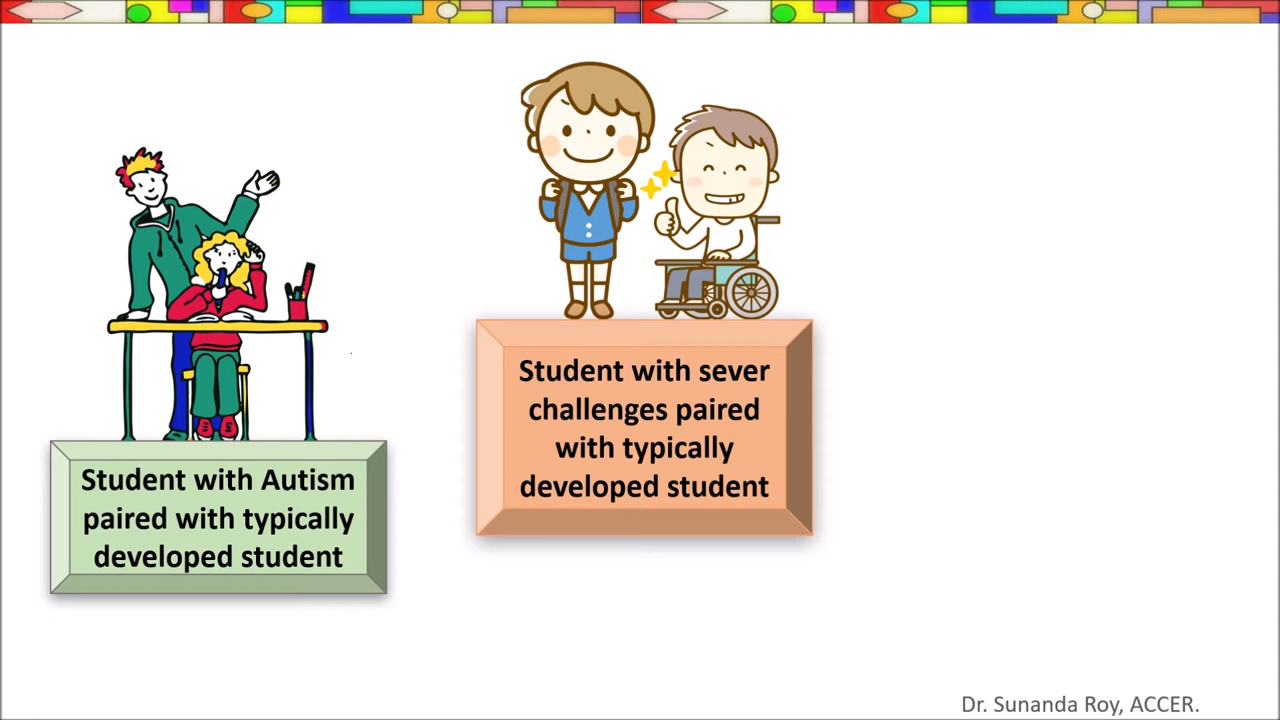 Student with Autism
paired with typically
developed student
Student with sever
challenges paired
with typically
developed student
Dr. Sunanda Roy, ACCER.